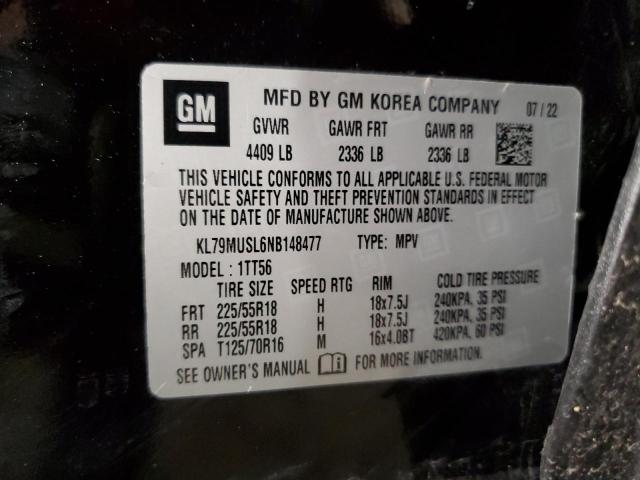 GM MFD BY GM KOREA COMPANY 07 / 22
GVWR GAWR FRT GAWR RR
4409 LB 2336 LB 2336 LB
THIS VEHICLE CONFORMS TO ALL APPLICABLE U.S. FEDERAL MOTOR
VEHICLE SAFETY AND THEFT PREVENTION STANDARDS IN EFFECT
ON THE DATE OF MANUFACTURE SHOWN ABOVE.
KL79MUSL6NB148477 TYPE: MPV
MODEL : 1TT56
TIRE SIZE SPEED RTG RIM COLD TIRE PRESSURE
FRT 225/55R18 H 18x7.5J 240KPA, 35 PSI
RR 225/55R18 H 18x7.5J 240KPA, 35 PSI
SPA T125/70R16 M 16x4.0BT 420KPA, 60 PSI
SEE OWNER'S MANUAL FOR MORE INFORMATION.